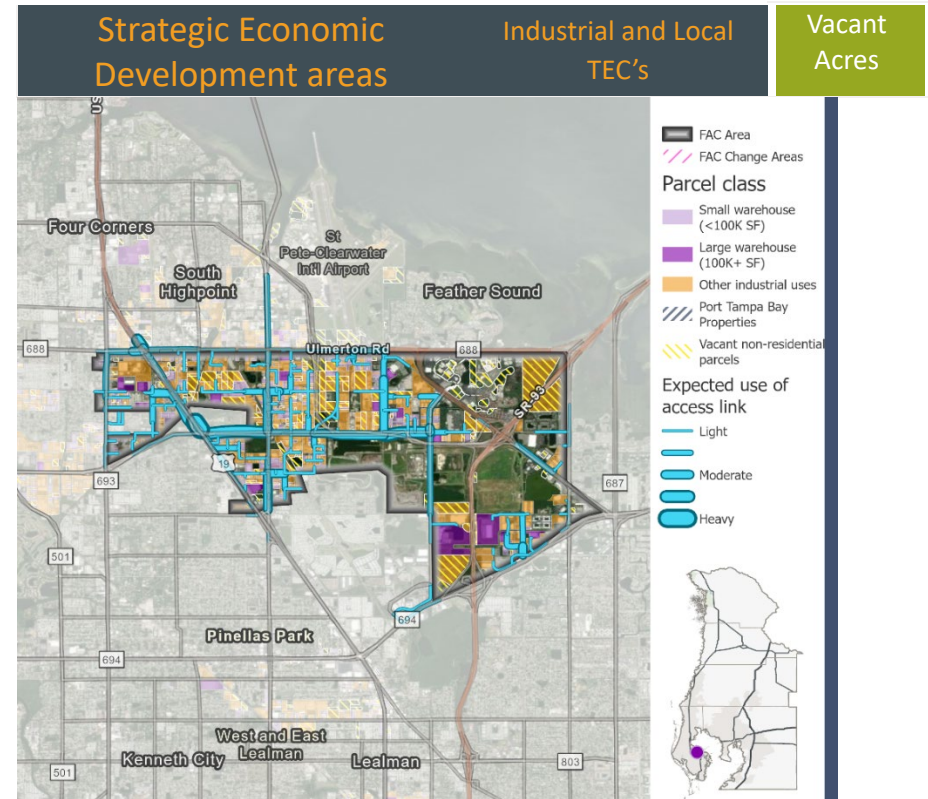 Strategic Economic
Development areas
Industrial and Local
TEC's
Vacant
Acres
US
Four Corners
South
Highpoint
St
Pete-Clearwater
Int'l Airport
Feather Sound
688
Ulmerton Rd
688
SR-93
19
693
687
501
694
Pinellas Park
694
West and East
Lealman
Kenneth City
Lealman
501
803
FAC Area
FAC Change Areas
Parcel class
Small warehouse
(<100K SF)
Large warehouse
(100K+ SF)
Other industrial uses
Port Tampa Bay
Properties
Vacant non-residential
parcels
Expected use of
access link
Light
Moderate
Heavy